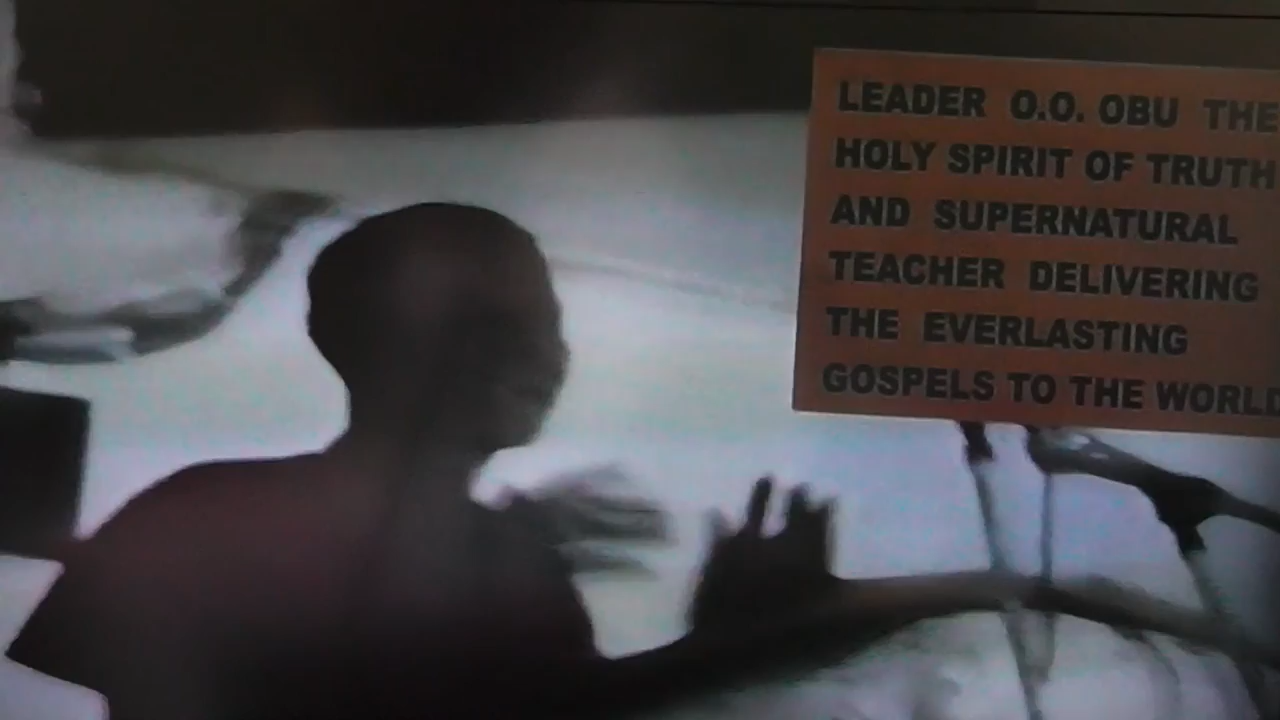 LEADER O.O. OBU THE
HOLY SPIRIT OF TRUTH
AND SUPERNATURAL
TEACHER DELIVERING
THE EVERLASTING
GOSPELS TO THE WORLD